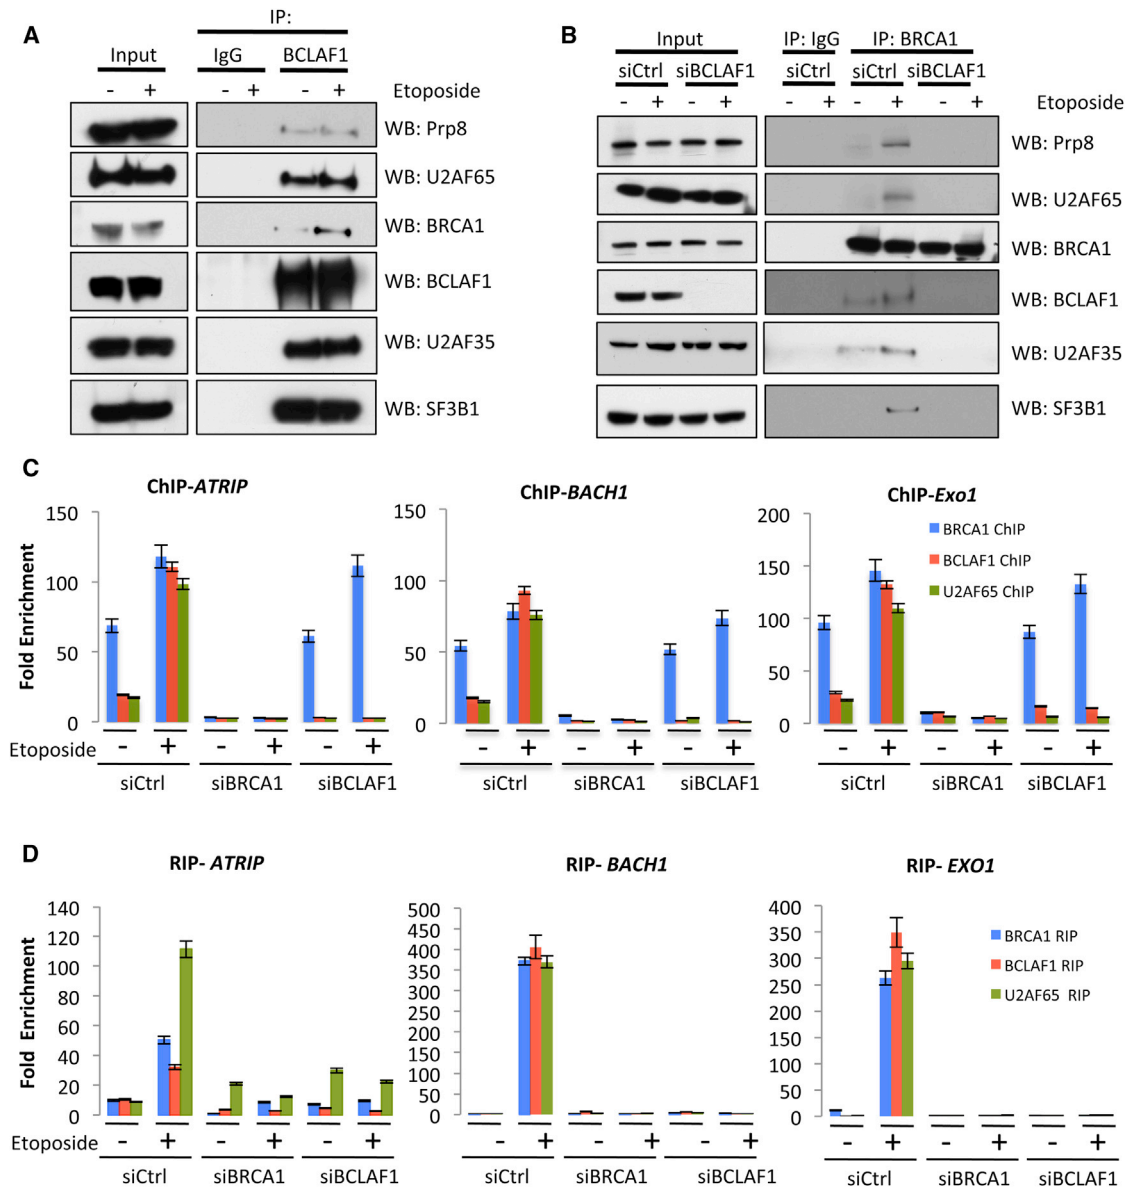 A
IP:
Input
IgG
BCLAF1
- + - + - + Etoposide
WB: Prp8
WB: U2AF65
WB: BRCA1
WB: BCLAF1
WB: U2AF35
WB: SF3B1
B
Input
IP: IgG
IP: BRCA1
siCtrl siBCLAF1 siCtrl siCtrl siBCLAF1
- + - + - + - + - + Etoposide
WB: Prp8
WB: U2AF65
WB: BRCA1
WB: BCLAF1
WB: U2AF35
WB: SF3B1
C
ChIP-ATRIP
Fold Enrichment
150
100
50
0
Etoposide - +
siCtrl siBRCA1 siBCLAF1
ChIP-BACH1
150
100
50
0
- +
siCtrl siBRCA1 siBCLAF1
ChIP-Exo1
200
150
100
50
0
BRCA1 ChIP
BCLAF1 ChIP
U2AF65 ChIP
- + - + - +
siCtrl siBRCA1 siBCLAF1
D
RIP- ATRIP
Fold Enrichment
140
120
100
80
60
40
20
0
Etoposide - + - + - +
siCtrl siBRCA1 siBCLAF1
RIP- BACH1
500
450
400
350
300
250
200
150
100
50
0
- + - + - +
siCtrl siBRCA1 siBCLAF1
RIP- EXO1
400
350
300
250
200
150
100
50
0
BRCA1 RIP
BCLAF1 RIP
U2AF65 RIP
- + - + - +
siCtrl siBRCA1 siBCLAF1